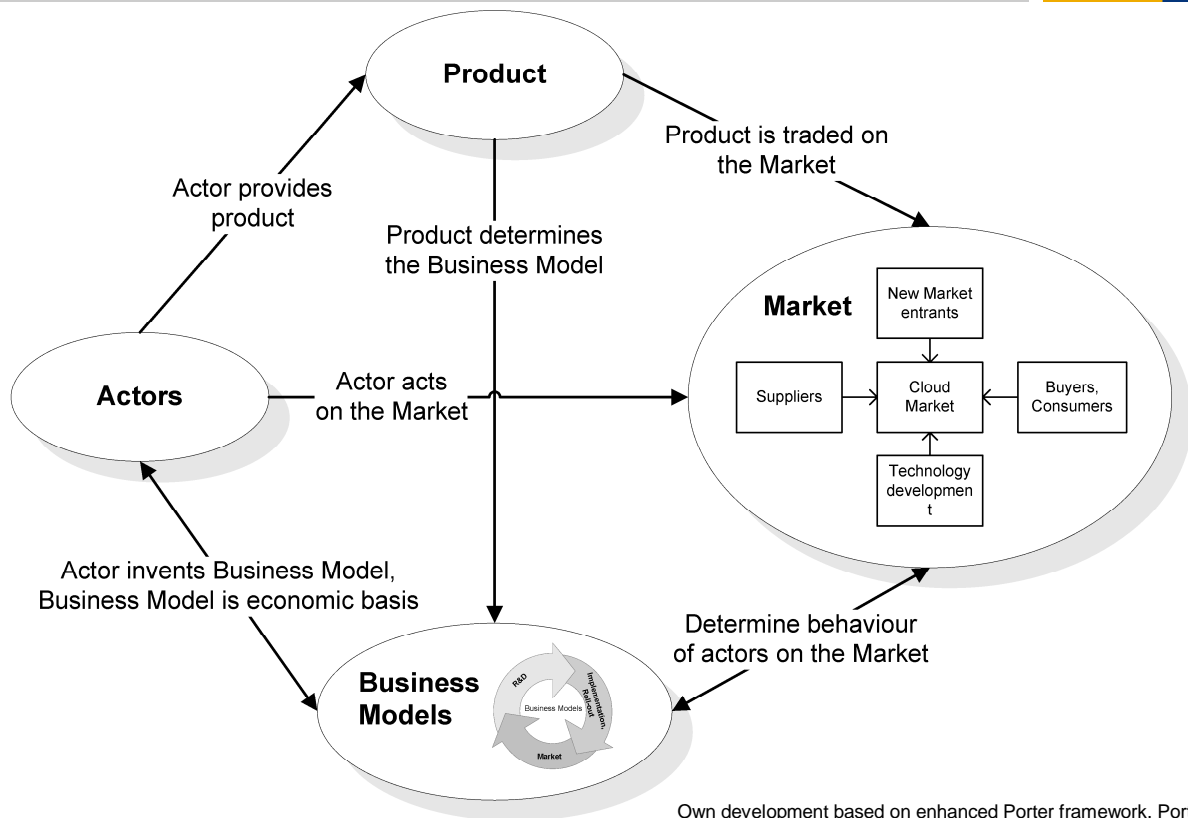 Product
Product is traded on
the Market
Actor provides
product
Product determines
the Business Model
Market
New Market
entrants
Suppliers
Cloud
Market
Buyers,
Consumers
Technology
developmen
t
Actors
Actor acts
on the Market
Actor invents Business Model,
Business Model is economic basis
Determine behaviour
of actors on the Market
Business
Models
R&D
Implementation,
Roll-out
Business Models
Market
Own development based on enhanced Porter framework, Por